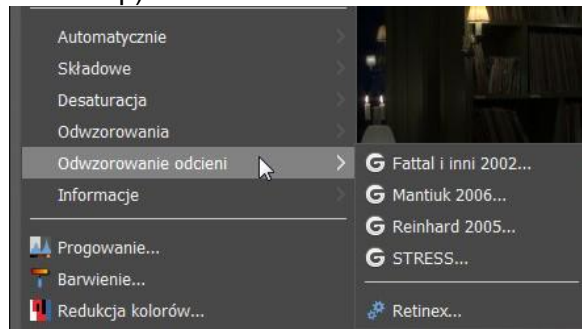 Automatycznie
Składowe
Desaturacja
Odwzorowania
Odwzorowanie odcieni
Informacje
Progowanie...
Barwienie...
Redukcja kolorów...
Fattal i inni 2002...
Mantiuk 2006...
Reinhard 2005...
STRESS...
Retinex...